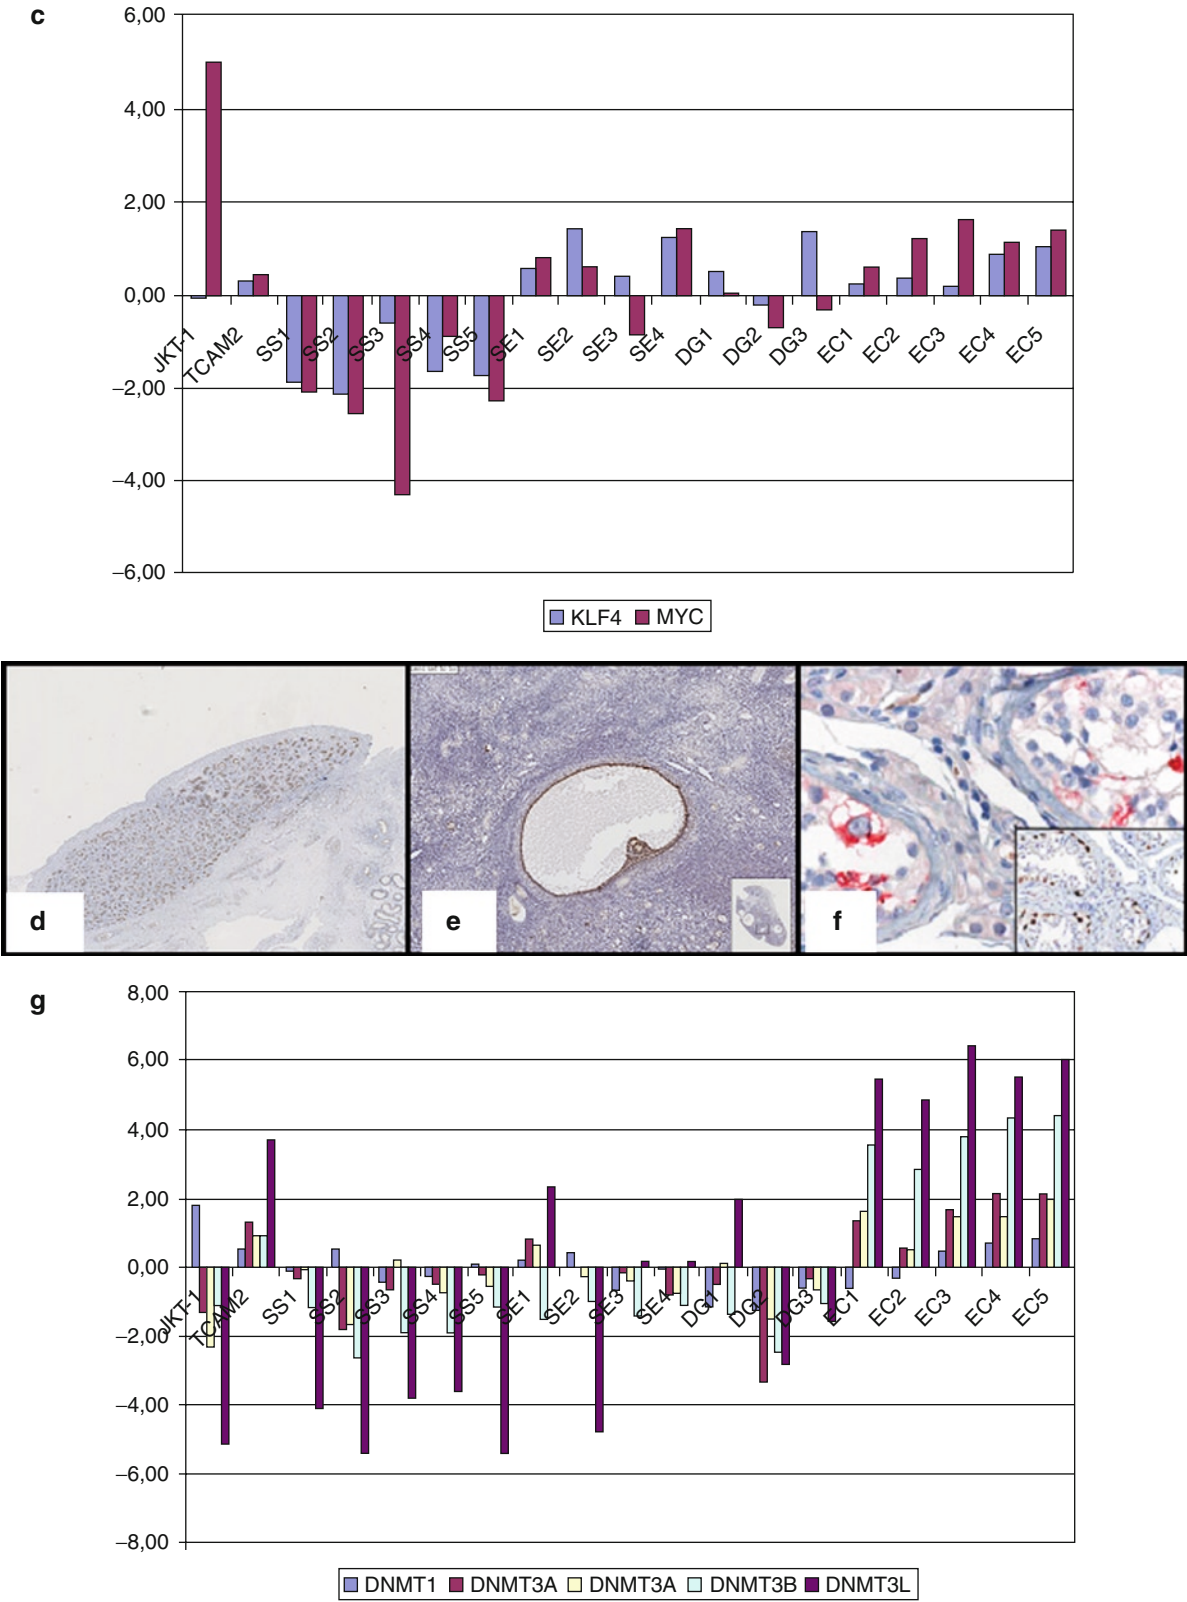 c
6,00
4,00
2,00
0,00
–2,00
–4,00
–6,00
JKT-1 TCAM2 SS1 SS2 SS3 SS4 SS5 SE1 SE2 SE3 SE4 DG1 DG2 DG3 EC1 EC2 EC3 EC4 EC5
KLF4 MYC
d e f
g
8,00
6,00
4,00
2,00
0,00
–2,00
–4,00
–6,00
–8,00
JKT-1 TCAM2 SS1 SS2 SS3 SS4 SS5 SE1 SE2 SE3 SE4 DG1 DG2 DG3 EC1 EC2 EC3 EC4 EC5
DNMT1 DNMT3A DNMT3A DNMT3B DNMT3L